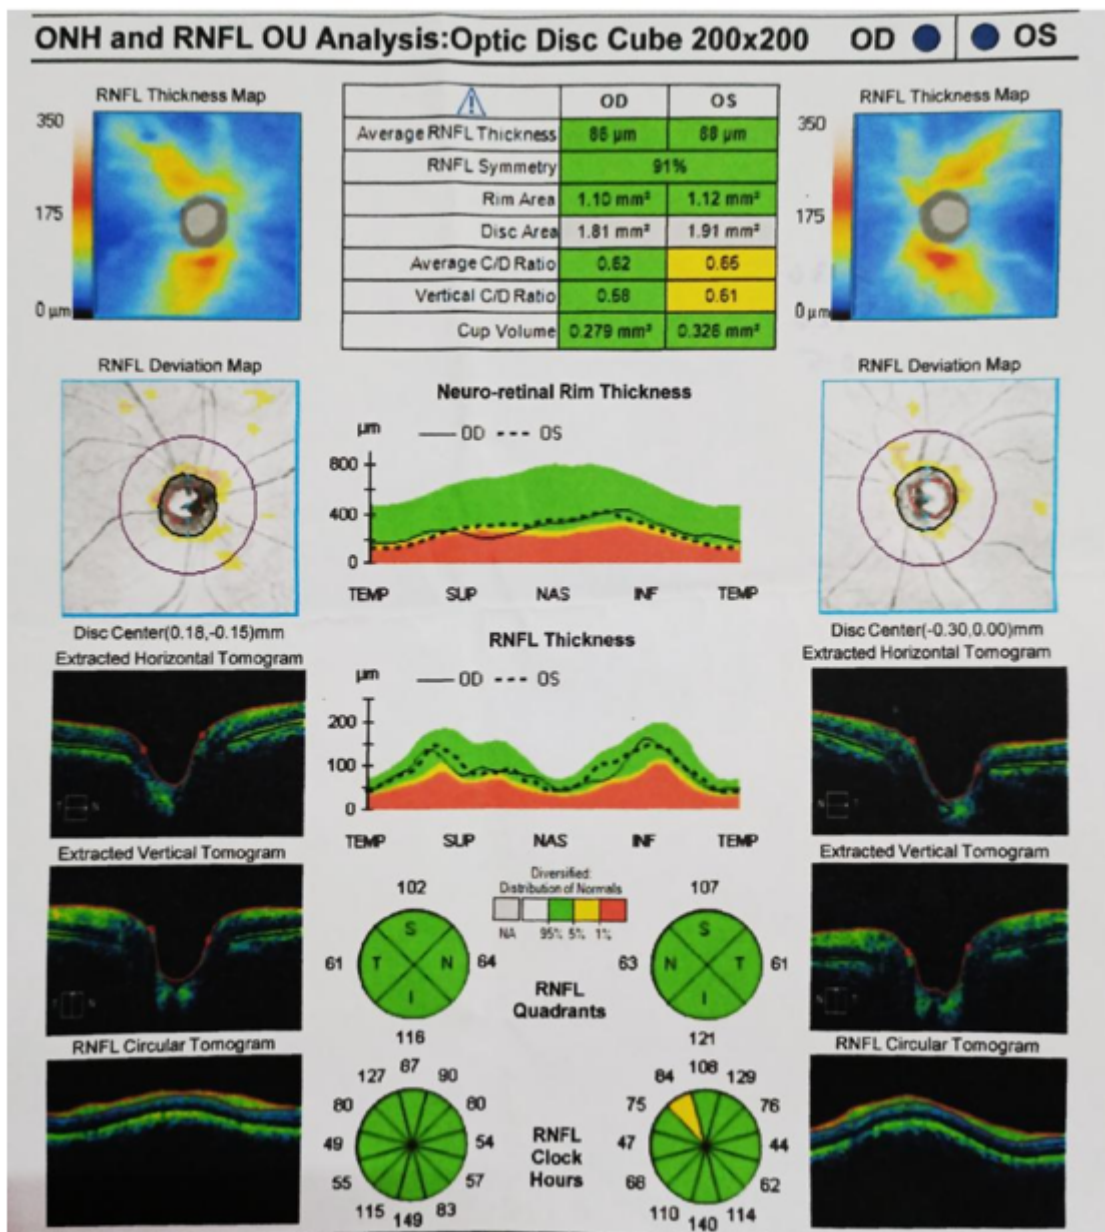 ONH and RNFL OU Analysis:Optic Disc Cube 200x200 OD OS
RNFL Thickness Map
350
175
0 µm
OD OS
Average RNFL Thickness 86 µm 88 µm
RNFL Symmetry 91%
Rim Area 1.10 mm² 1.12 mm²
Disc Area 1.81 mm² 1.91 mm²
Average C/D Ratio 0.62 0.65
Vertical C/D Ratio 0.58 0.61
Cup Volume 0.279 mm³ 0.326 mm³
RNFL Thickness Map
350
175
0 µm
RNFL Deviation Map
Disc Center(0.18,-0.15)mm
Neuro-retinal Rim Thickness
µm OD OS
800
400
0
TEMP SUP NAS INF TEMP
RNFL Deviation Map
Disc Center(-0.30,0.00)mm
Extracted Horizontal Tomogram
T N
RNFL Thickness
µm OD OS
200
100
0
TEMP SUP NAS INF TEMP
Extracted Horizontal Tomogram
N T
Extracted Vertical Tomogram
Diversified:
Distribution of Normals
NA 95% 5% 1%
102
S
61 T N 64
I
116
RNFL
Quadrants
107
S
63 N T 61
I
121
Extracted Vertical Tomogram
RNFL Circular Tomogram
87
127 90
80 80
49 54
55 57
115 83
149
RNFL
Clock
Hours
108
84 129
75 76
47 44
68 62
110 114
140
RNFL Circular Tomogram